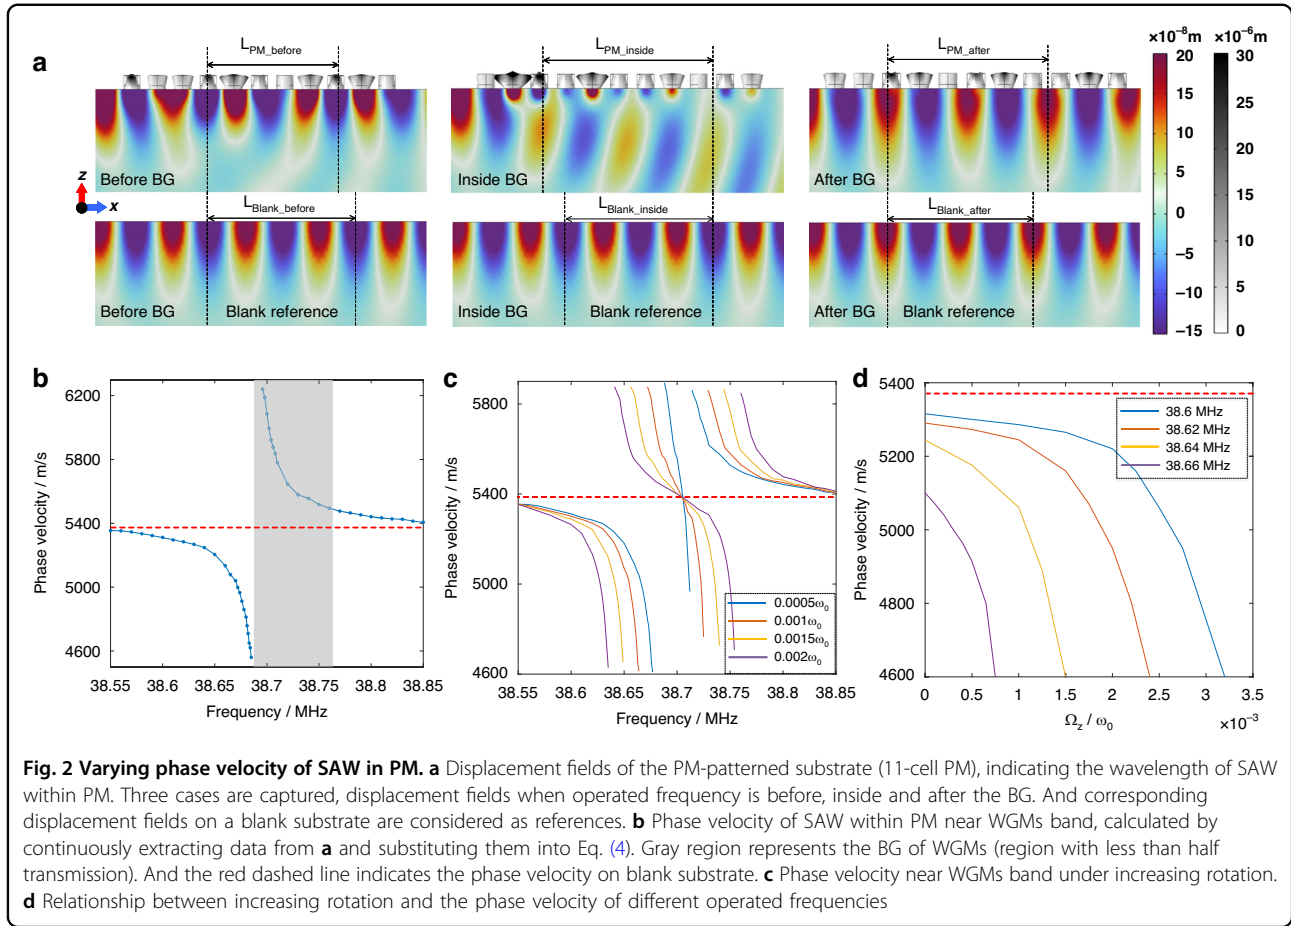 a
L_PM_before
L_PM_inside
L_PM_after
×10⁻⁸m ×10⁻⁶m
20
15
10
5
0
−5
−10
−15
30
25
20
15
10
5
0
Before BG
Inside BG
After BG
z
x
L_Blank_before
L_Blank_inside
L_Blank_after
Before BG Blank reference
Inside BG Blank reference
After BG Blank reference
b
6200
5800
5400
5000
4600
Phase velocity / m/s
38.55 38.6 38.65 38.7 38.75 38.8 38.85
Frequency / MHz
c
5800
5400
5000
4600
Phase velocity / m/s
0.0005ω₀
0.001ω₀
0.0015ω₀
0.002ω₀
38.55 38.6 38.65 38.7 38.75 38.8 38.85
Frequency / MHz
d
5400
5200
5000
4800
4600
Phase velocity / m/s
38.6 MHz
38.62 MHz
38.64 MHz
38.66 MHz
0 0.5 1 1.5 2 2.5 3 3.5
Ω_z / ω₀ ×10⁻³
Fig. 2 Varying phase velocity of SAW in PM. a Displacement fields of the PM-patterned substrate (11-cell PM), indicating the wavelength of SAW
within PM. Three cases are captured, displacement fields when operated frequency is before, inside and after the BG. And corresponding
displacement fields on a blank substrate are considered as references. b Phase velocity of SAW within PM near WGMs band, calculated by
continuously extracting data from a and substituting them into Eq. (4). Gray region represents the BG of WGMs (region with less than half
transmission). And the red dashed line indicates the phase velocity on blank substrate. c Phase velocity near WGMs band under increasing rotation.
d Relationship between increasing rotation and the phase velocity of different operated frequencies